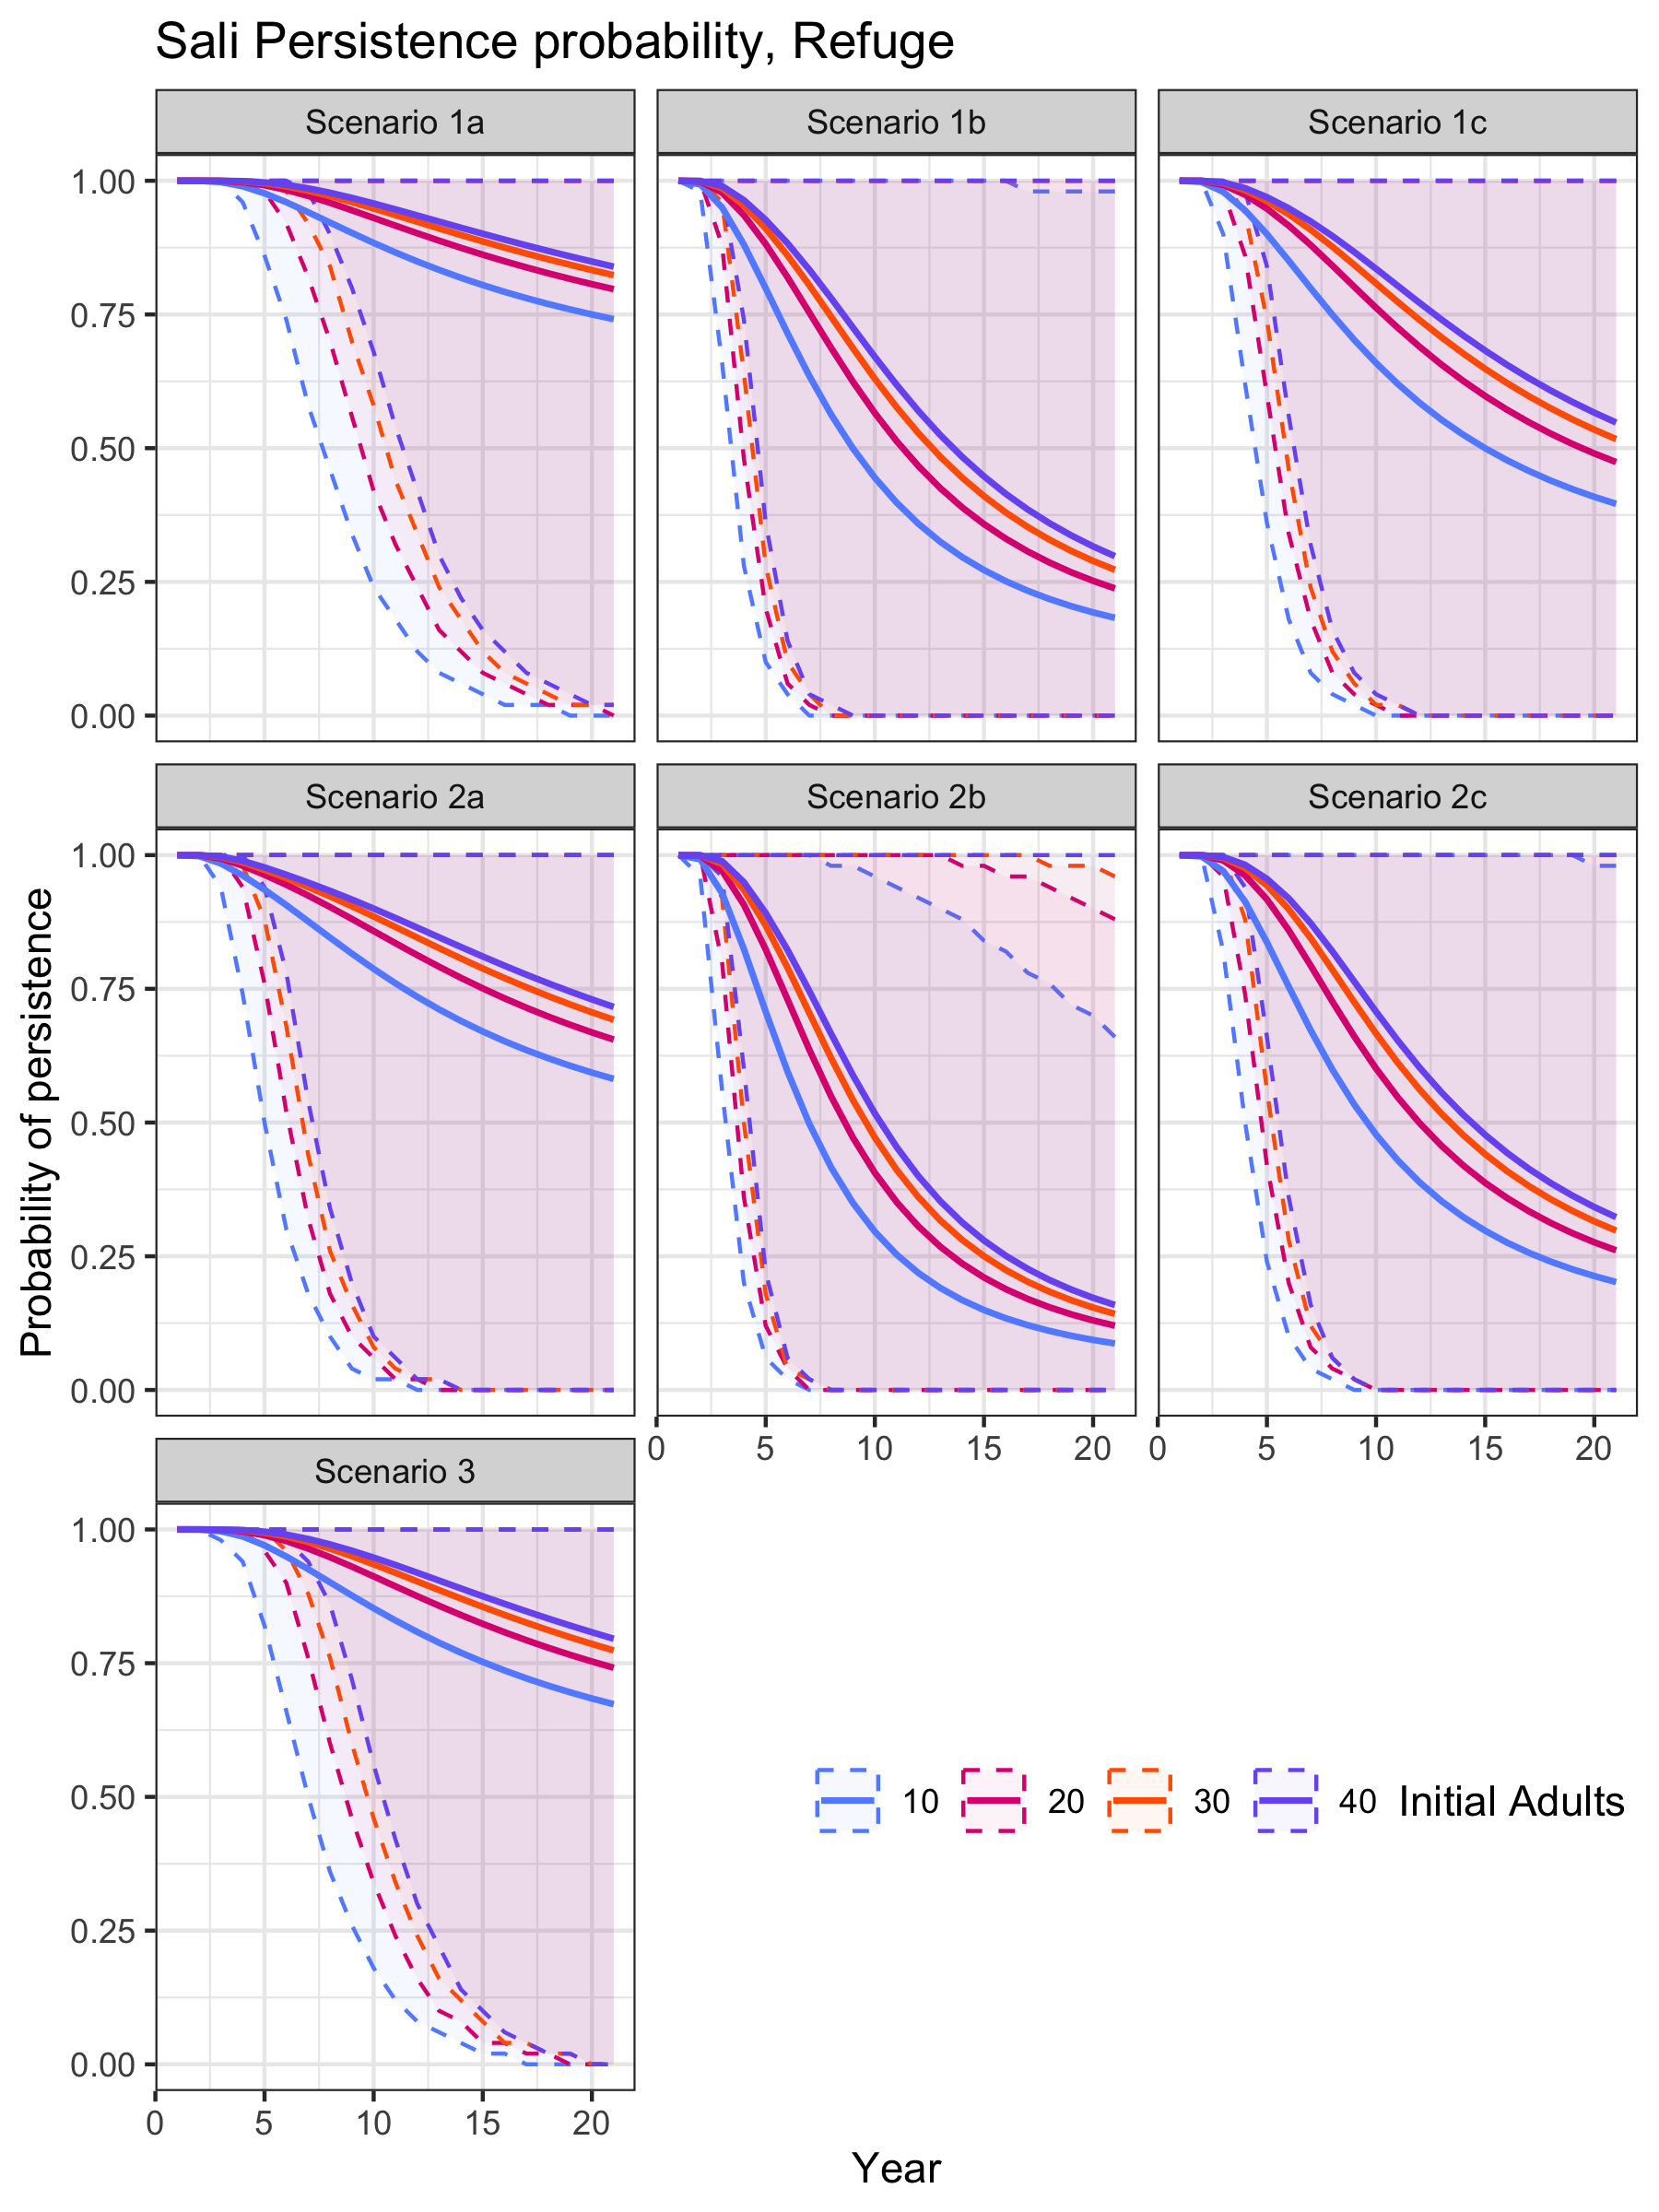 Sali Persistence probability, Refuge
Scenario 1a
Scenario 1b
Scenario 1c
1.00
0.75
0.50
0.25
0.00
Scenario 2a
Scenario 2b
Scenario 2c
1.00
0.75
0.50
0.25
0.00
0 5 10 15 20
0 5 10 15 20
Scenario 3
1.00
0.75
0.50
0.25
0.00
0 5 10 15 20
Probability of persistence
Year
10 20 30 40 Initial Adults